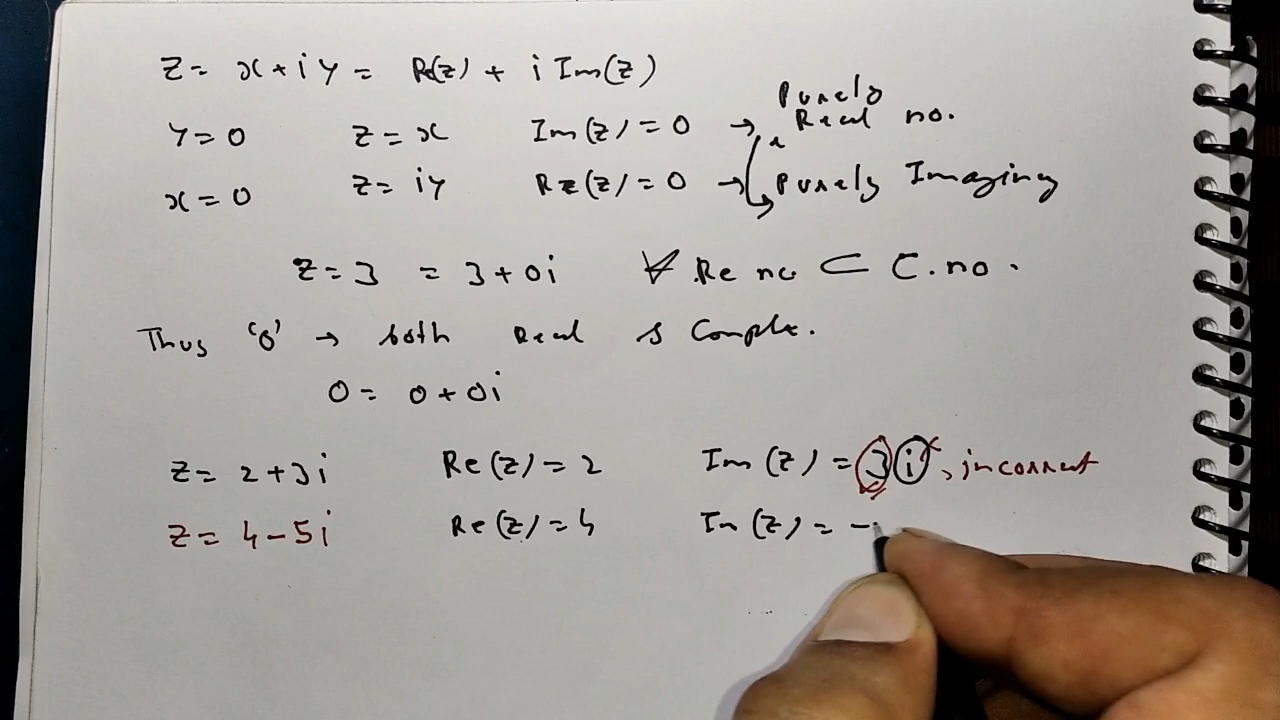 z = x + iy = Re(z) + i Im(z)
y = 0 z = x Im(z) = 0 → Purely Real no.
x = 0 z = iy Re(z) = 0 → Purely Imaginy
z = 3 = 3 + 0i ∀ Re no ⊂ C. no.
Thus '0' → both Real & Complx.
0 = 0 + 0i
z = 2 + 3i Re(z) = 2 Im(z) = 3i, incorrect
z = 4 - 5i Re(z) = 4 Im(z) = -